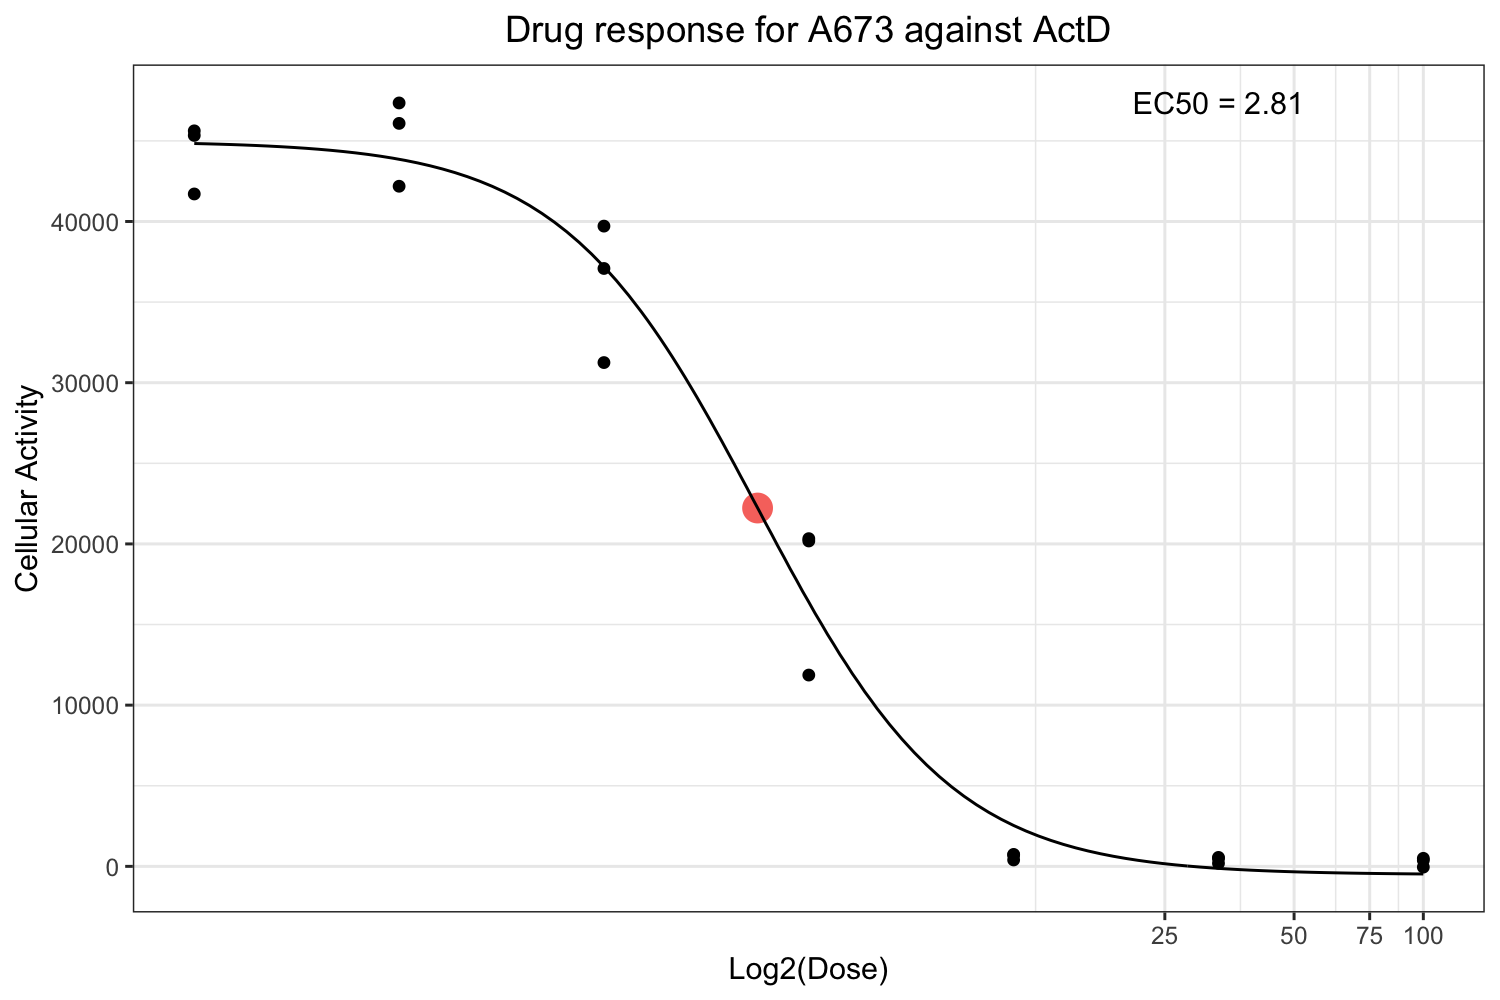 Drug response for A673 against ActD
EC50 = 2.81
Cellular Activity
40000
30000
20000
10000
0
25 50 75 100
Log2(Dose)